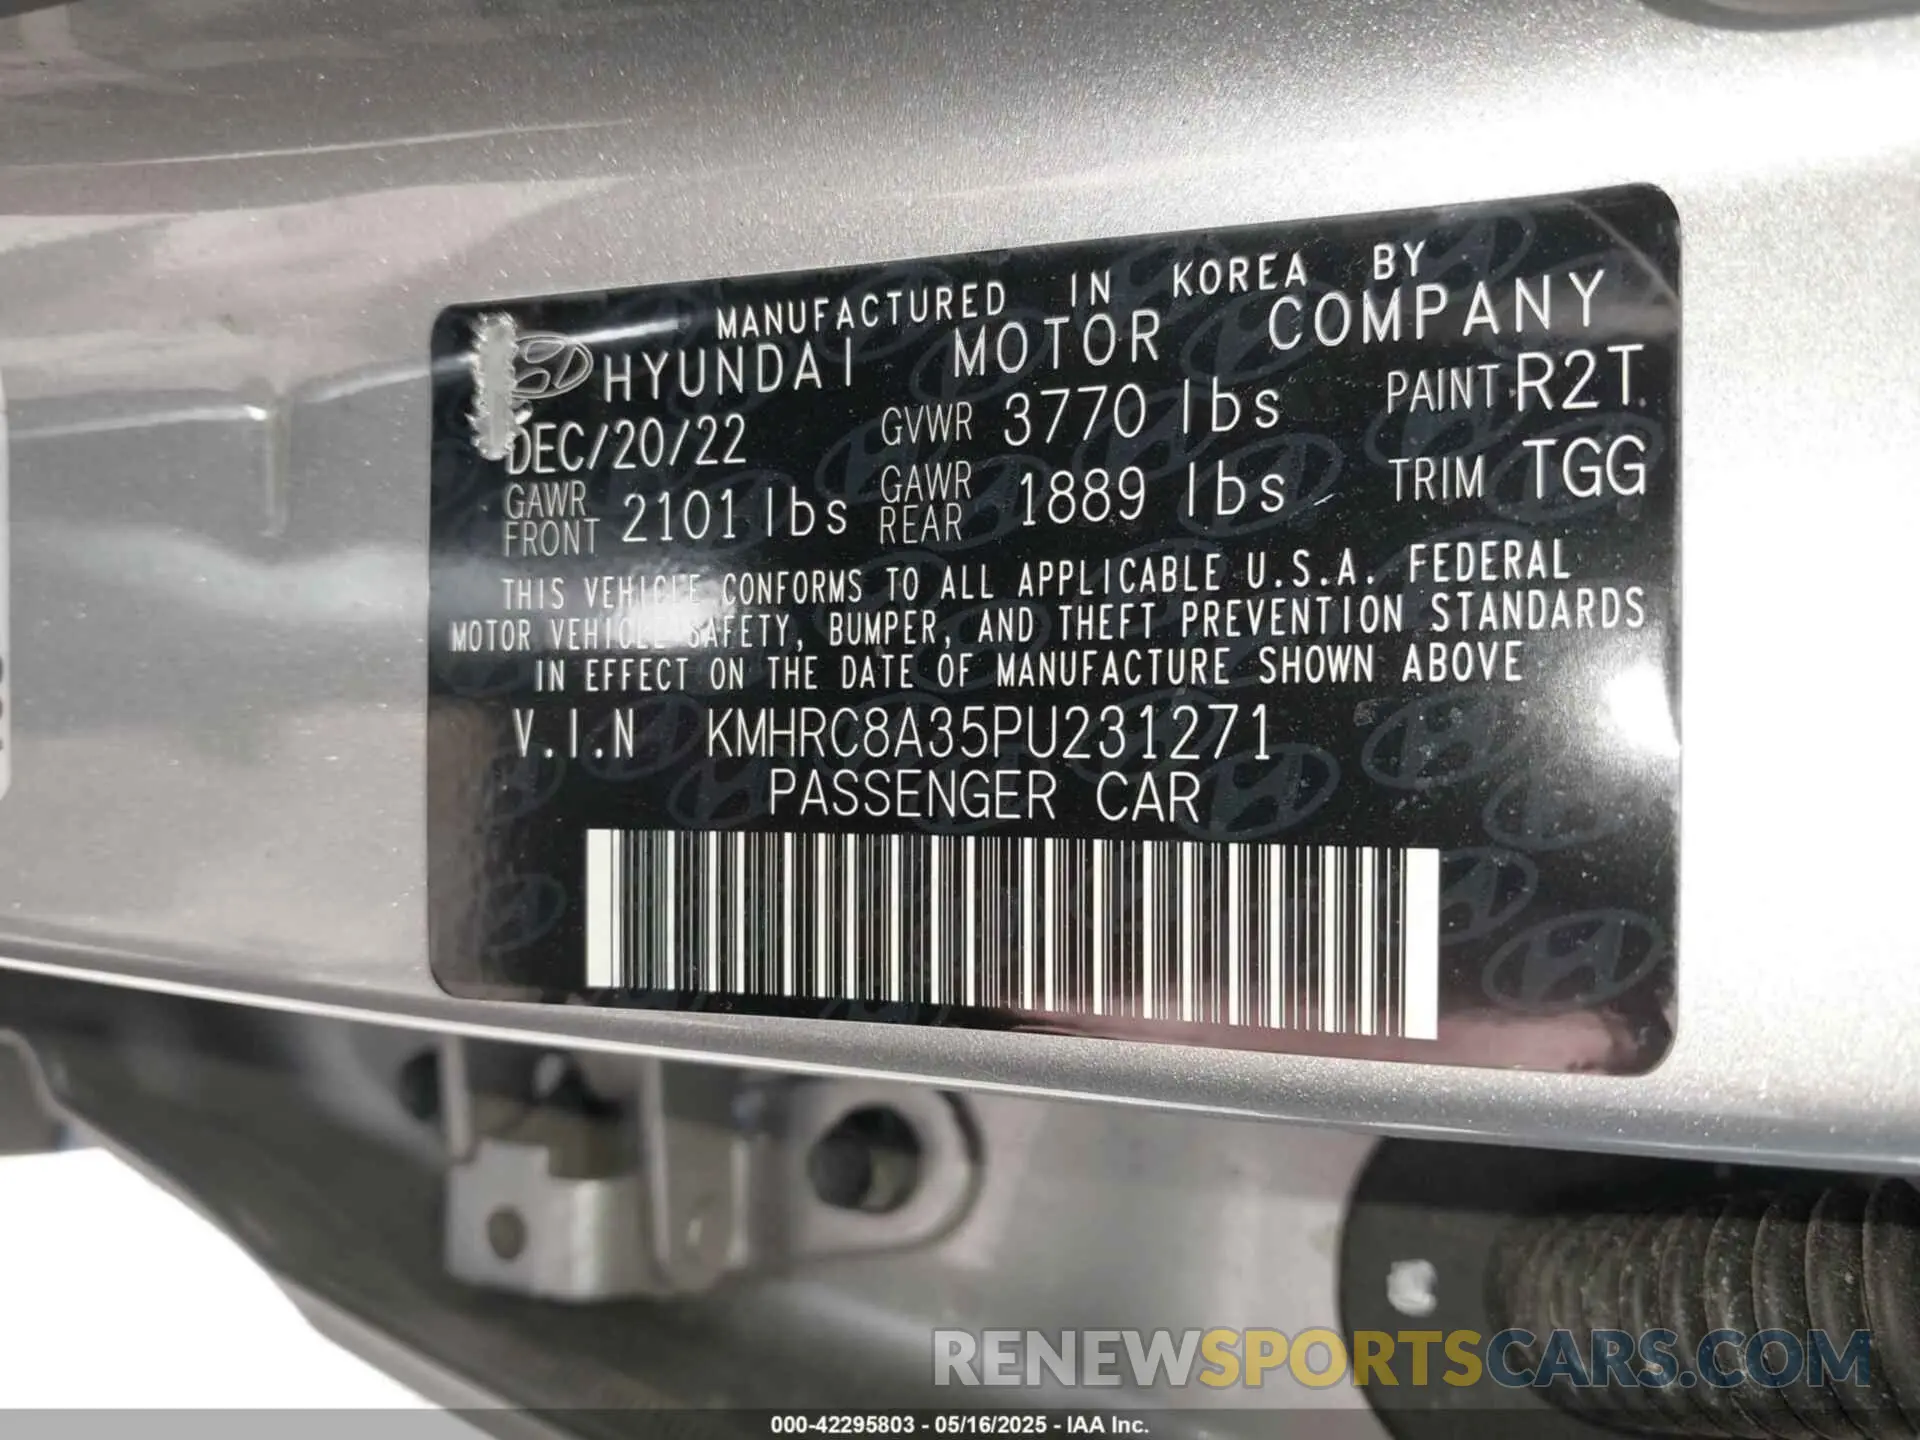 MANUFACTURED IN KOREA BY
HYUNDAI MOTOR COMPANY
DEC/20/22 GVWR 3770 lbs PAINT R2T
GAWR FRONT 2101 lbs GAWR REAR 1889 lbs TRIM TGG
THIS VEHICLE CONFORMS TO ALL APPLICABLE U.S.A. FEDERAL
MOTOR VEHICLE SAFETY, BUMPER, AND THEFT PREVENTION STANDARDS
IN EFFECT ON THE DATE OF MANUFACTURE SHOWN ABOVE
V.I.N KMHRC8A35PU231271
PASSENGER CAR
RENEWSPORTSCARS.COM
000-42295803 - 05/16/2025 - IAA Inc.